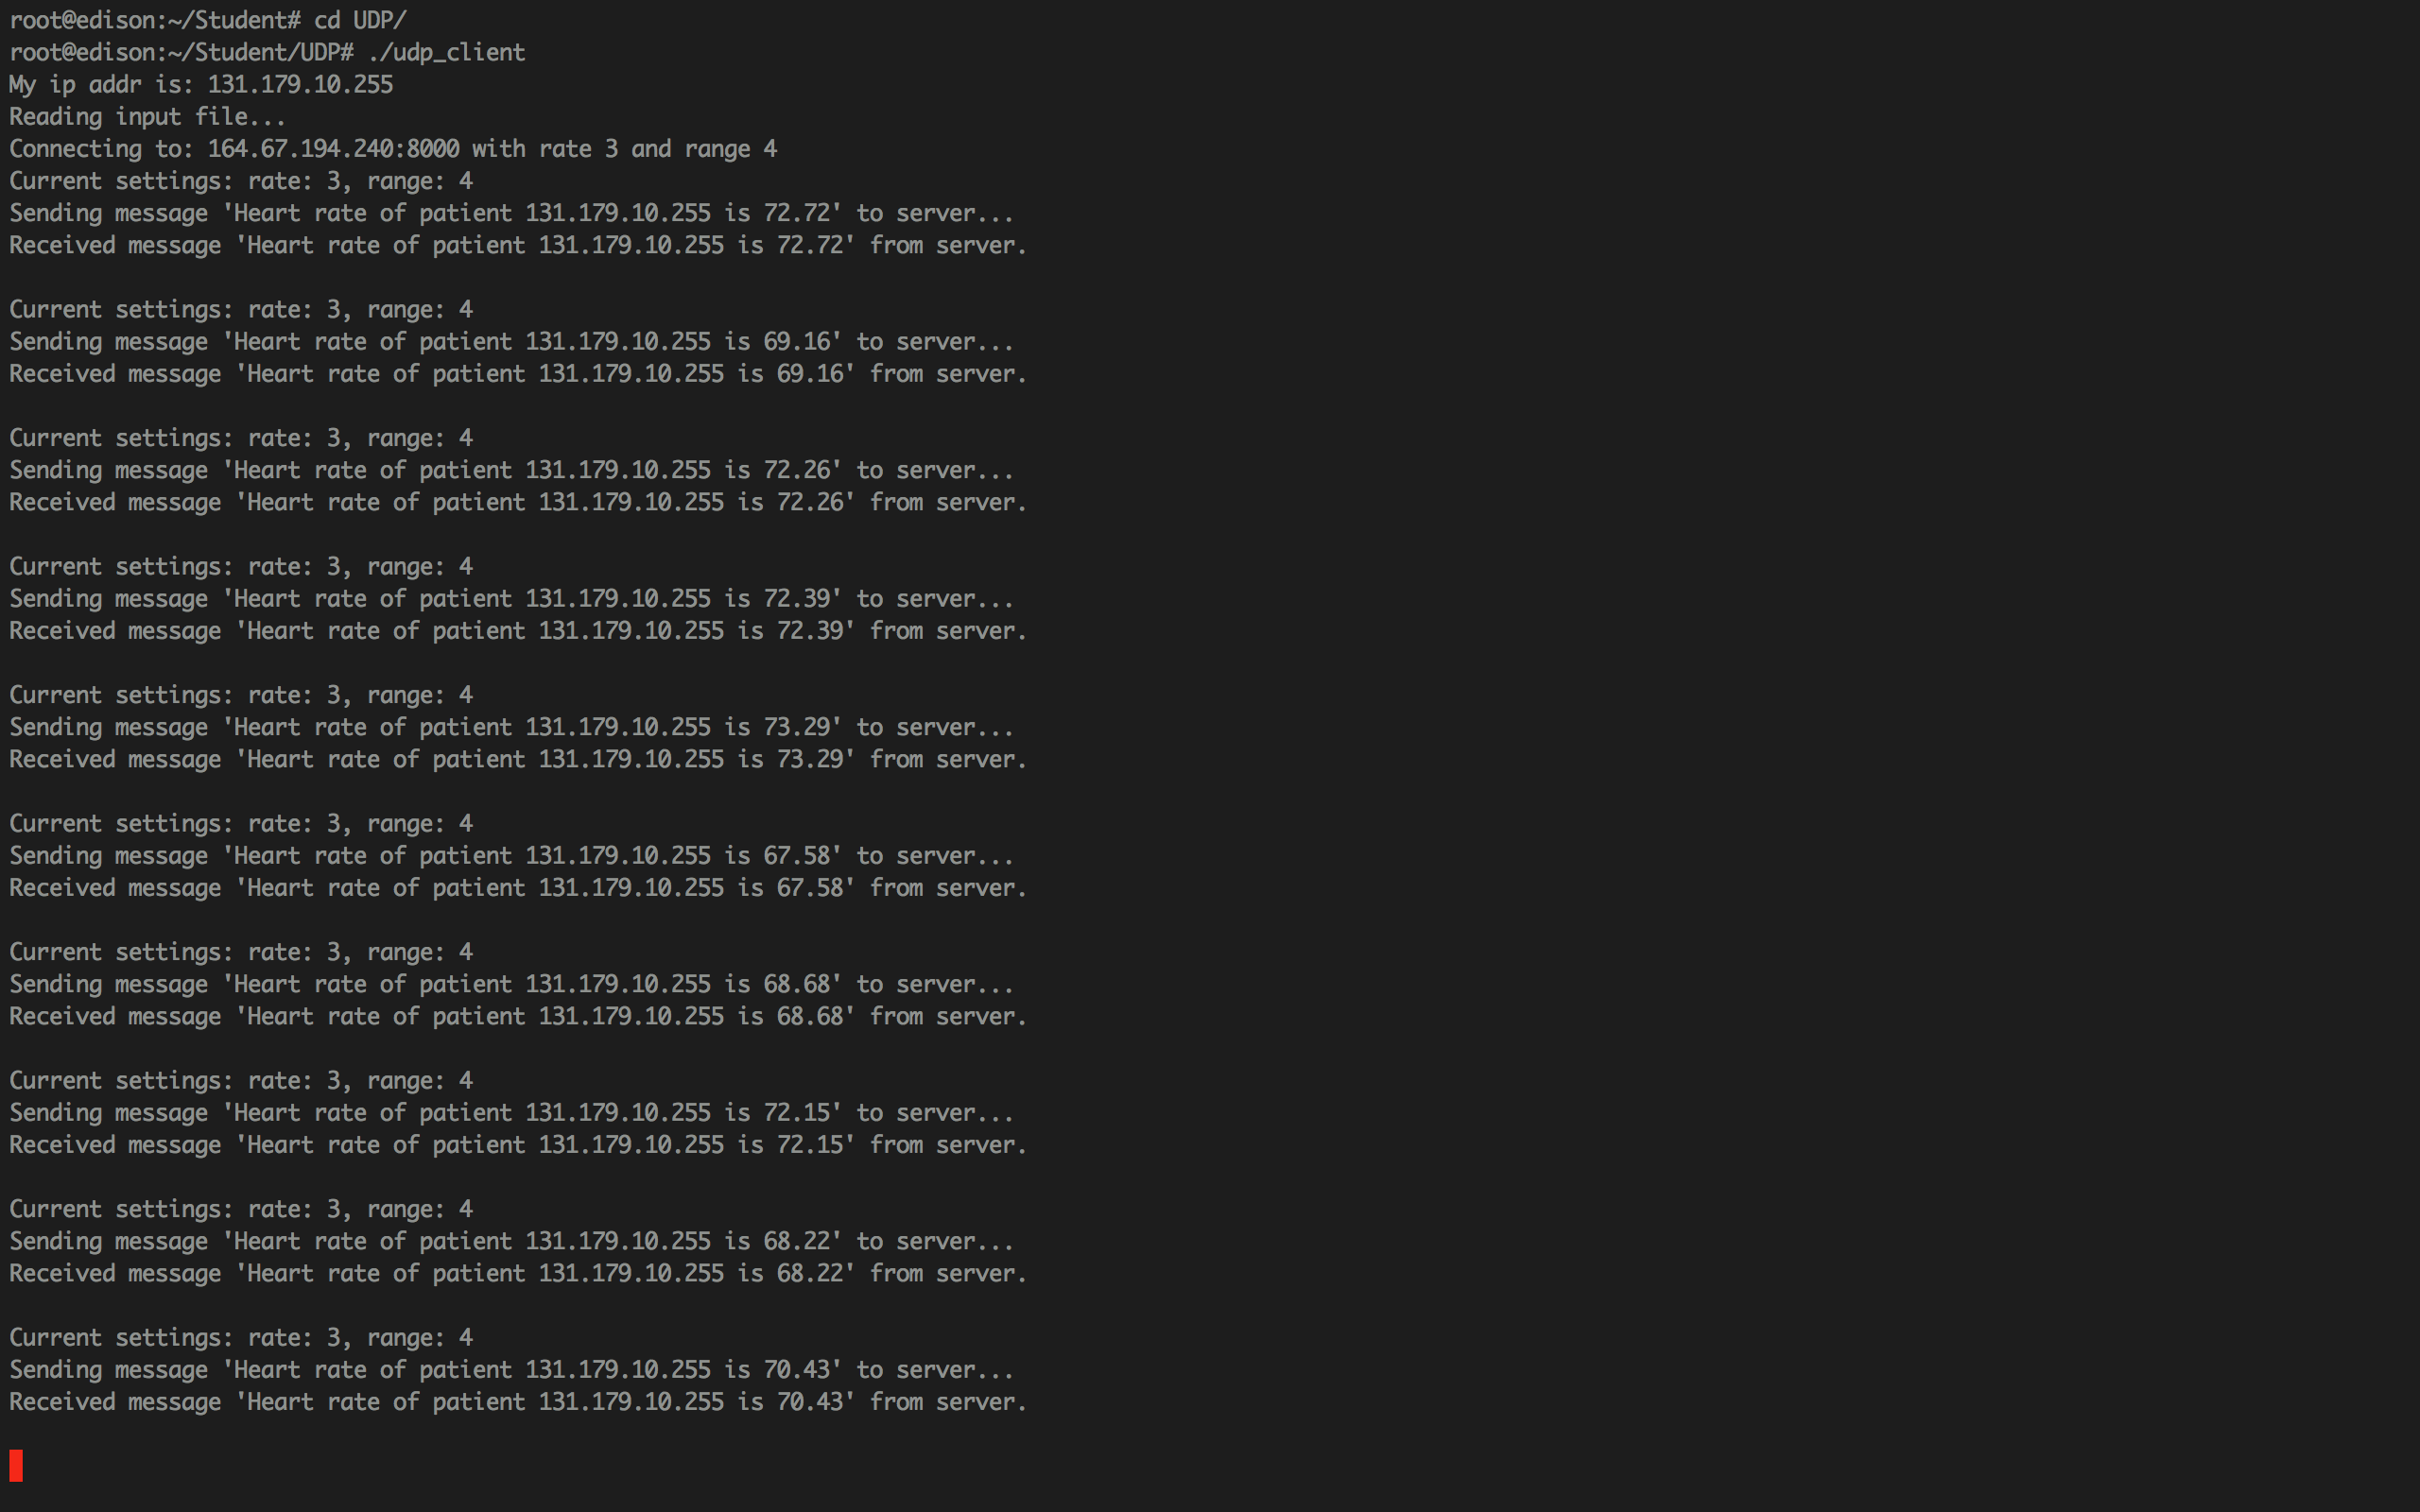 root@edison:~/Student# cd UDP/
root@edison:~/Student/UDP# ./udp_client
My ip addr is: 131.179.10.255
Reading input file...
Connecting to: 164.67.194.240:8000 with rate 3 and range 4
Current settings: rate: 3, range: 4
Sending message 'Heart rate of patient 131.179.10.255 is 72.72' to server...
Received message 'Heart rate of patient 131.179.10.255 is 72.72' from server.
Current settings: rate: 3, range: 4
Sending message 'Heart rate of patient 131.179.10.255 is 69.16' to server...
Received message 'Heart rate of patient 131.179.10.255 is 69.16' from server.
Current settings: rate: 3, range: 4
Sending message 'Heart rate of patient 131.179.10.255 is 72.26' to server...
Received message 'Heart rate of patient 131.179.10.255 is 72.26' from server.
Current settings: rate: 3, range: 4
Sending message 'Heart rate of patient 131.179.10.255 is 72.39' to server...
Received message 'Heart rate of patient 131.179.10.255 is 72.39' from server.
Current settings: rate: 3, range: 4
Sending message 'Heart rate of patient 131.179.10.255 is 73.29' to server...
Received message 'Heart rate of patient 131.179.10.255 is 73.29' from server.
Current settings: rate: 3, range: 4
Sending message 'Heart rate of patient 131.179.10.255 is 67.58' to server...
Received message 'Heart rate of patient 131.179.10.255 is 67.58' from server.
Current settings: rate: 3, range: 4
Sending message 'Heart rate of patient 131.179.10.255 is 68.68' to server...
Received message 'Heart rate of patient 131.179.10.255 is 68.68' from server.
Current settings: rate: 3, range: 4
Sending message 'Heart rate of patient 131.179.10.255 is 72.15' to server...
Received message 'Heart rate of patient 131.179.10.255 is 72.15' from server.
Current settings: rate: 3, range: 4
Sending message 'Heart rate of patient 131.179.10.255 is 68.22' to server...
Received message 'Heart rate of patient 131.179.10.255 is 68.22' from server.
Current settings: rate: 3, range: 4
Sending message 'Heart rate of patient 131.179.10.255 is 70.43' to server...
Received message 'Heart rate of patient 131.179.10.255 is 70.43' from server.